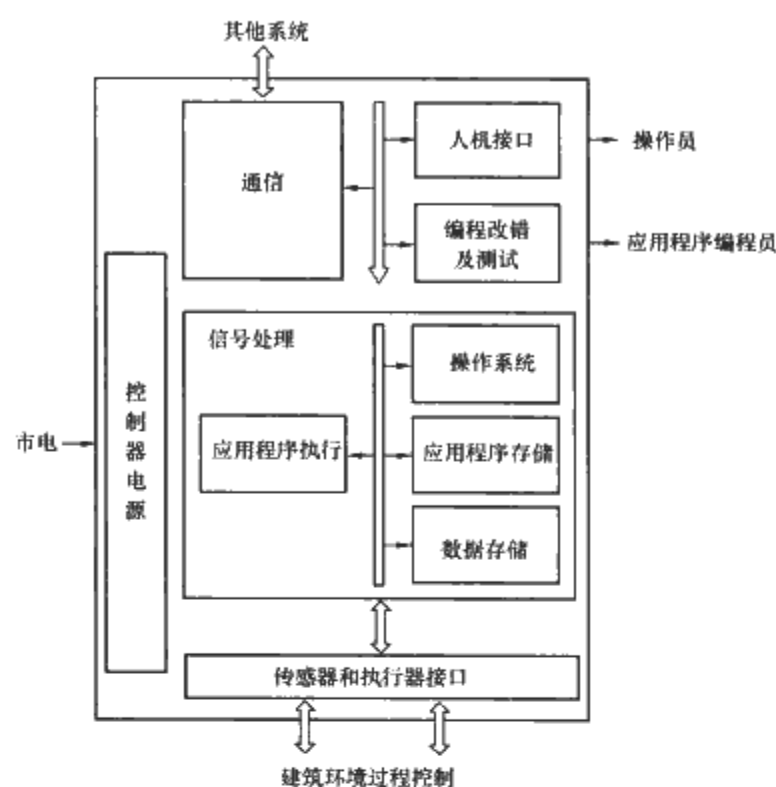 其他系统
通信
人机接口
操作员
编程改错
及测试
应用程序编程员
信号处理
操作系统
应用程序执行
应用程序存储
数据存储
市电
控
制
器
电
源
传感器和执行器接口
建筑环境过程控制